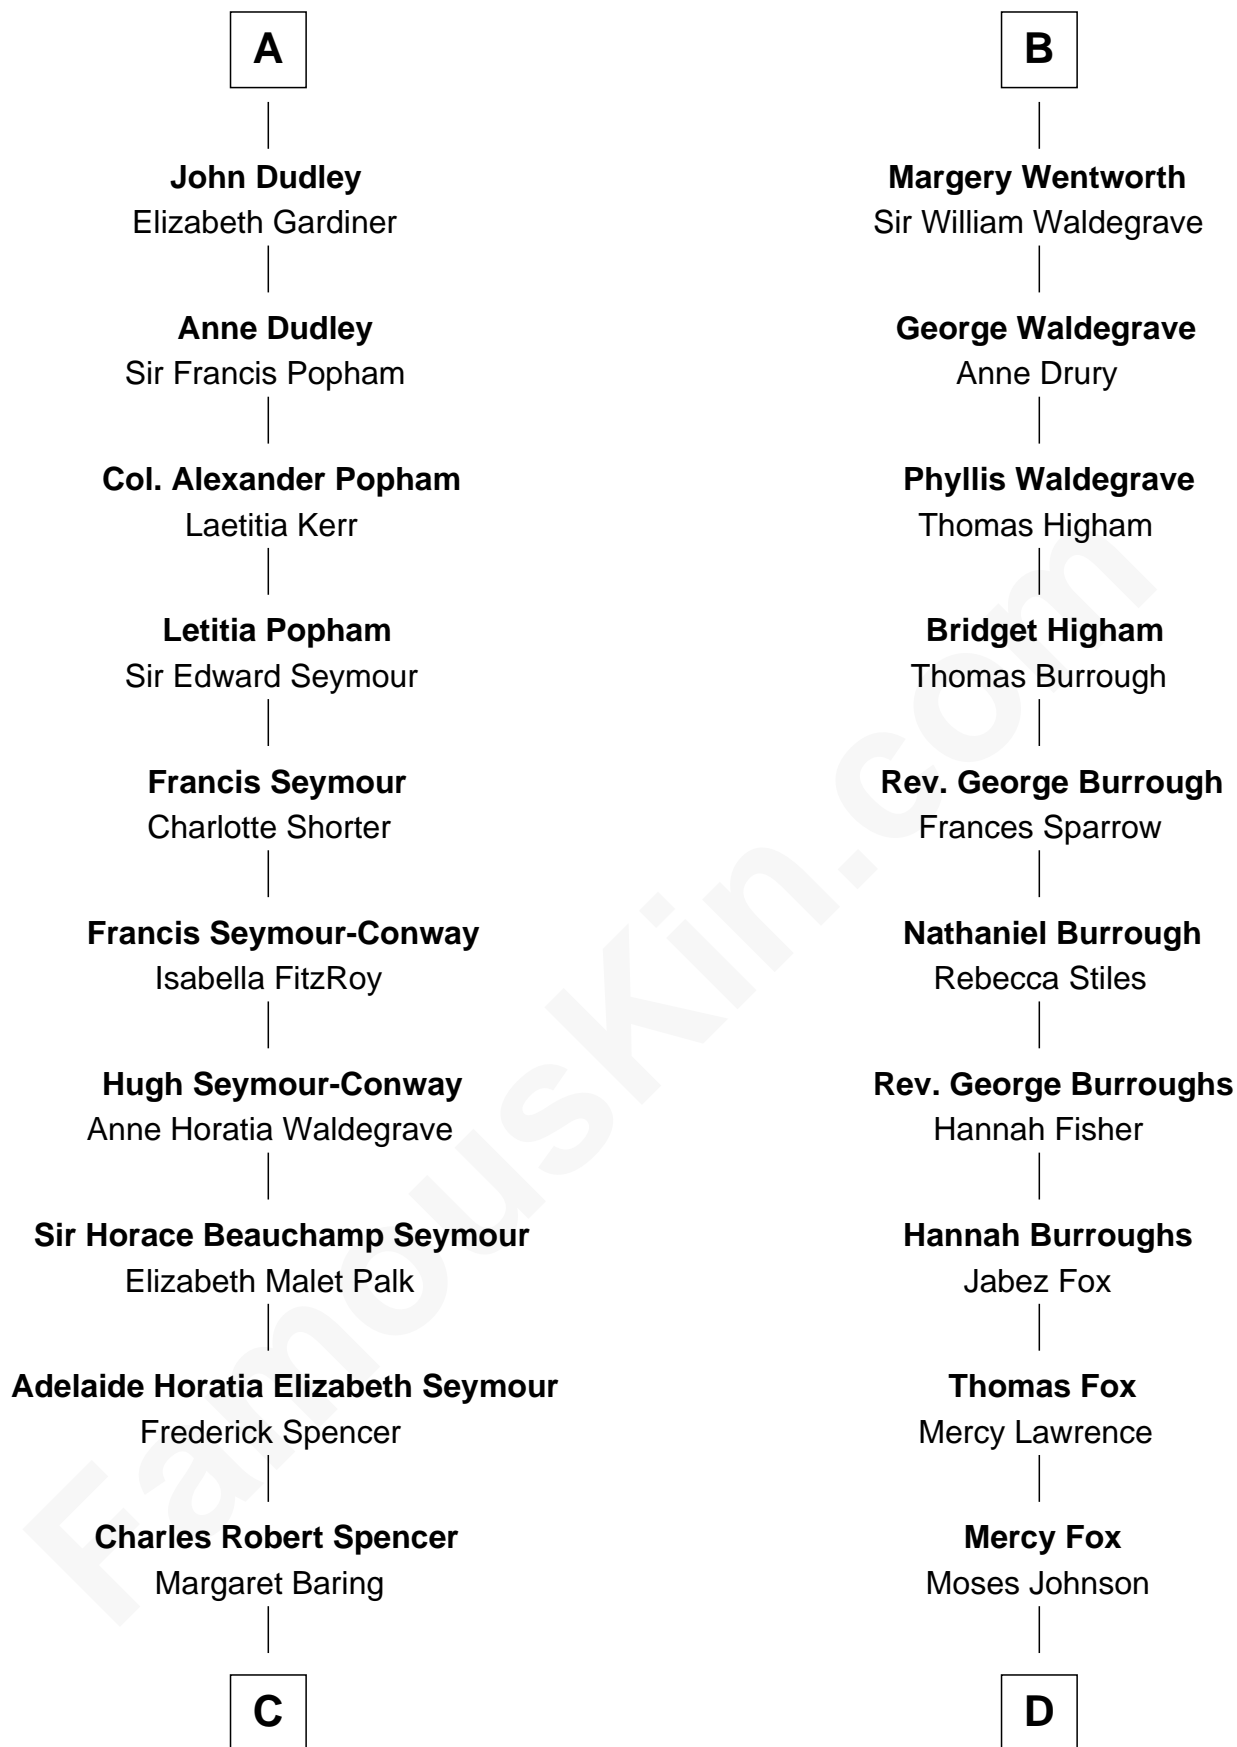 A
John Dudley
Elizabeth Gardiner
Anne Dudley
Sir Francis Popham
Col. Alexander Popham
Laetitia Kerr
Letitia Popham
Sir Edward Seymour
Francis Seymour
Charlotte Shorter
Francis Seymour-Conway
Isabella FitzRoy
Hugh Seymour-Conway
Anne Horatia Waldegrave
Sir Horace Beauchamp Seymour
Elizabeth Malet Palk
Adelaide Horatia Elizabeth Seymour
Frederick Spencer
Charles Robert Spencer
Margaret Baring
C
B
Margery Wentworth
Sir William Waldegrave
George Waldegrave
Anne Drury
Phyllis Waldegrave
Thomas Higham
Bridget Higham
Thomas Burrough
Rev. George Burrough
Frances Sparrow
Nathaniel Burrough
Rebecca Stiles
Rev. George Burroughs
Hannah Fisher
Hannah Burroughs
Jabez Fox
Thomas Fox
Mercy Lawrence
Mercy Fox
Moses Johnson
D
FamousKin.com